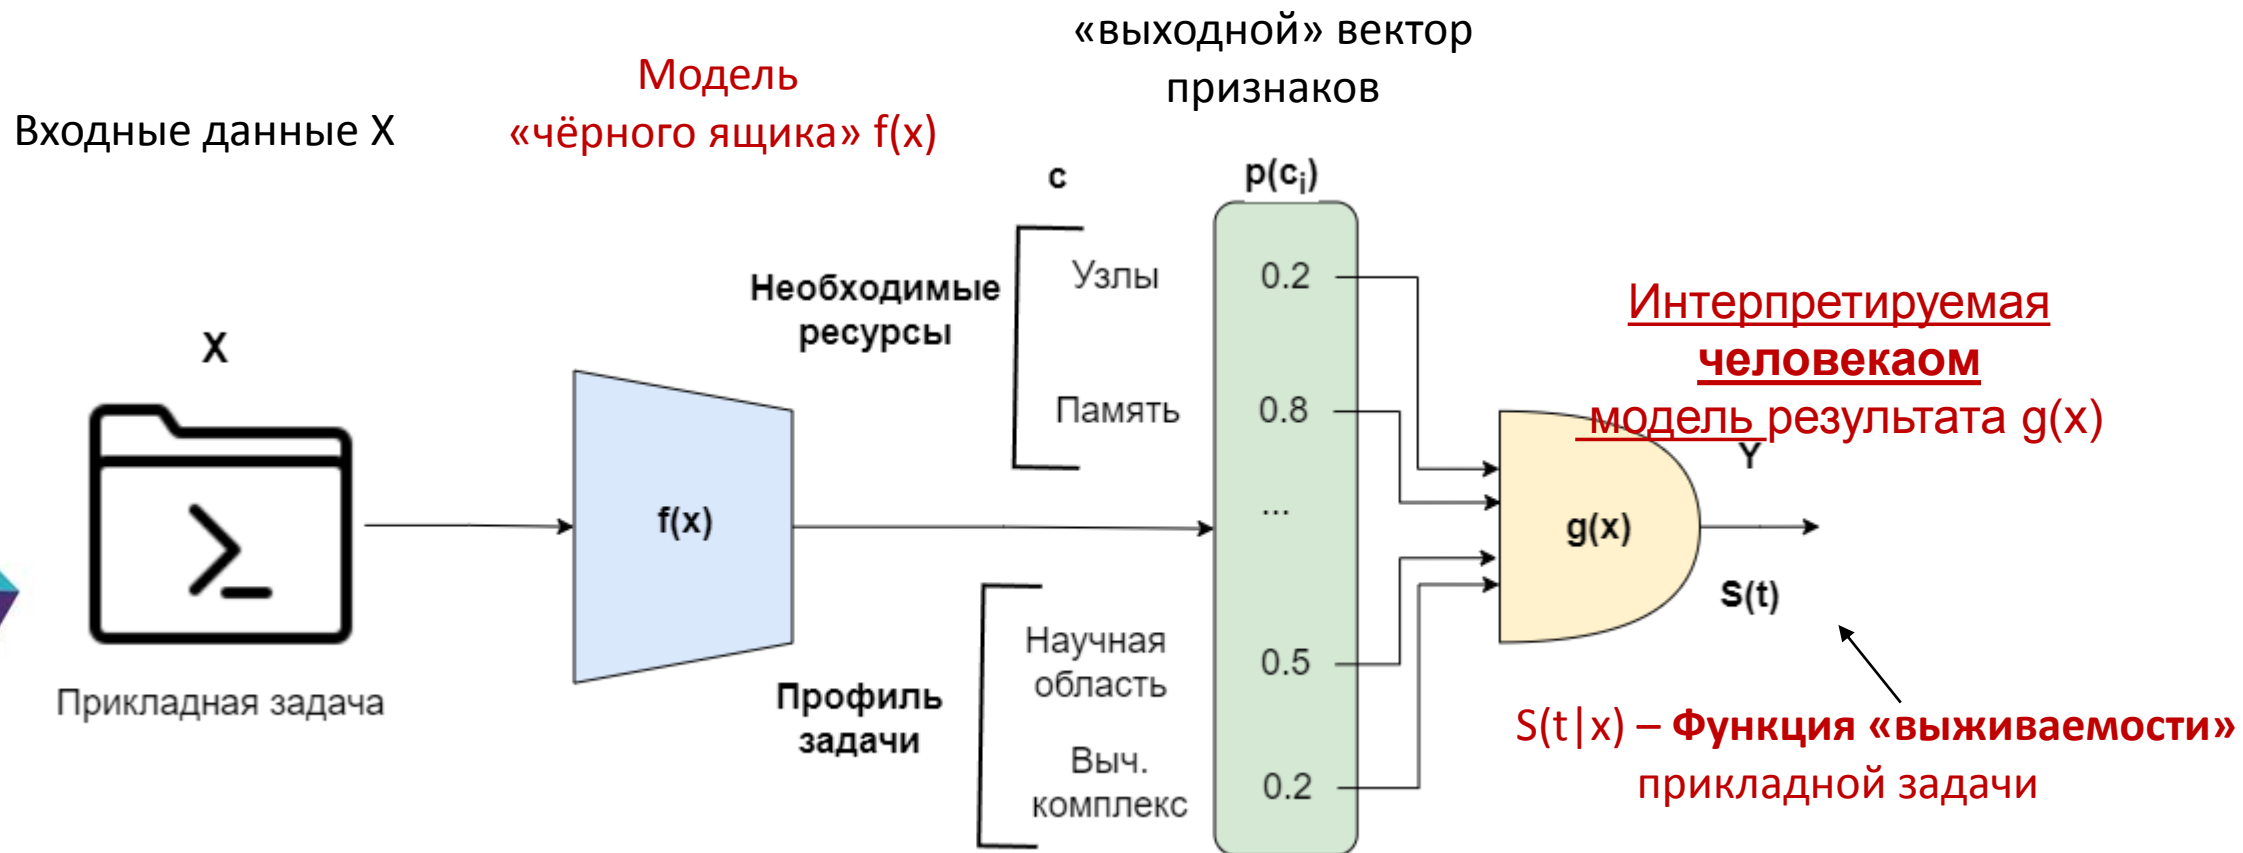 «выходной» вектор
признаков
Модель
«чёрного ящика» f(x)
Входные данные X
c
p(ci)
Необходимые
ресурсы
Узлы
0.2
Память
0.8
...
X
f(x)
Прикладная задача
Профиль
задачи
Научная
область
0.5
Выч.
комплекс
0.2
Интерпретируемая
человекаом
модель результата g(x)
Y
g(x)
S(t)
S(t|x) – Функция «выживаемости»
прикладной задачи